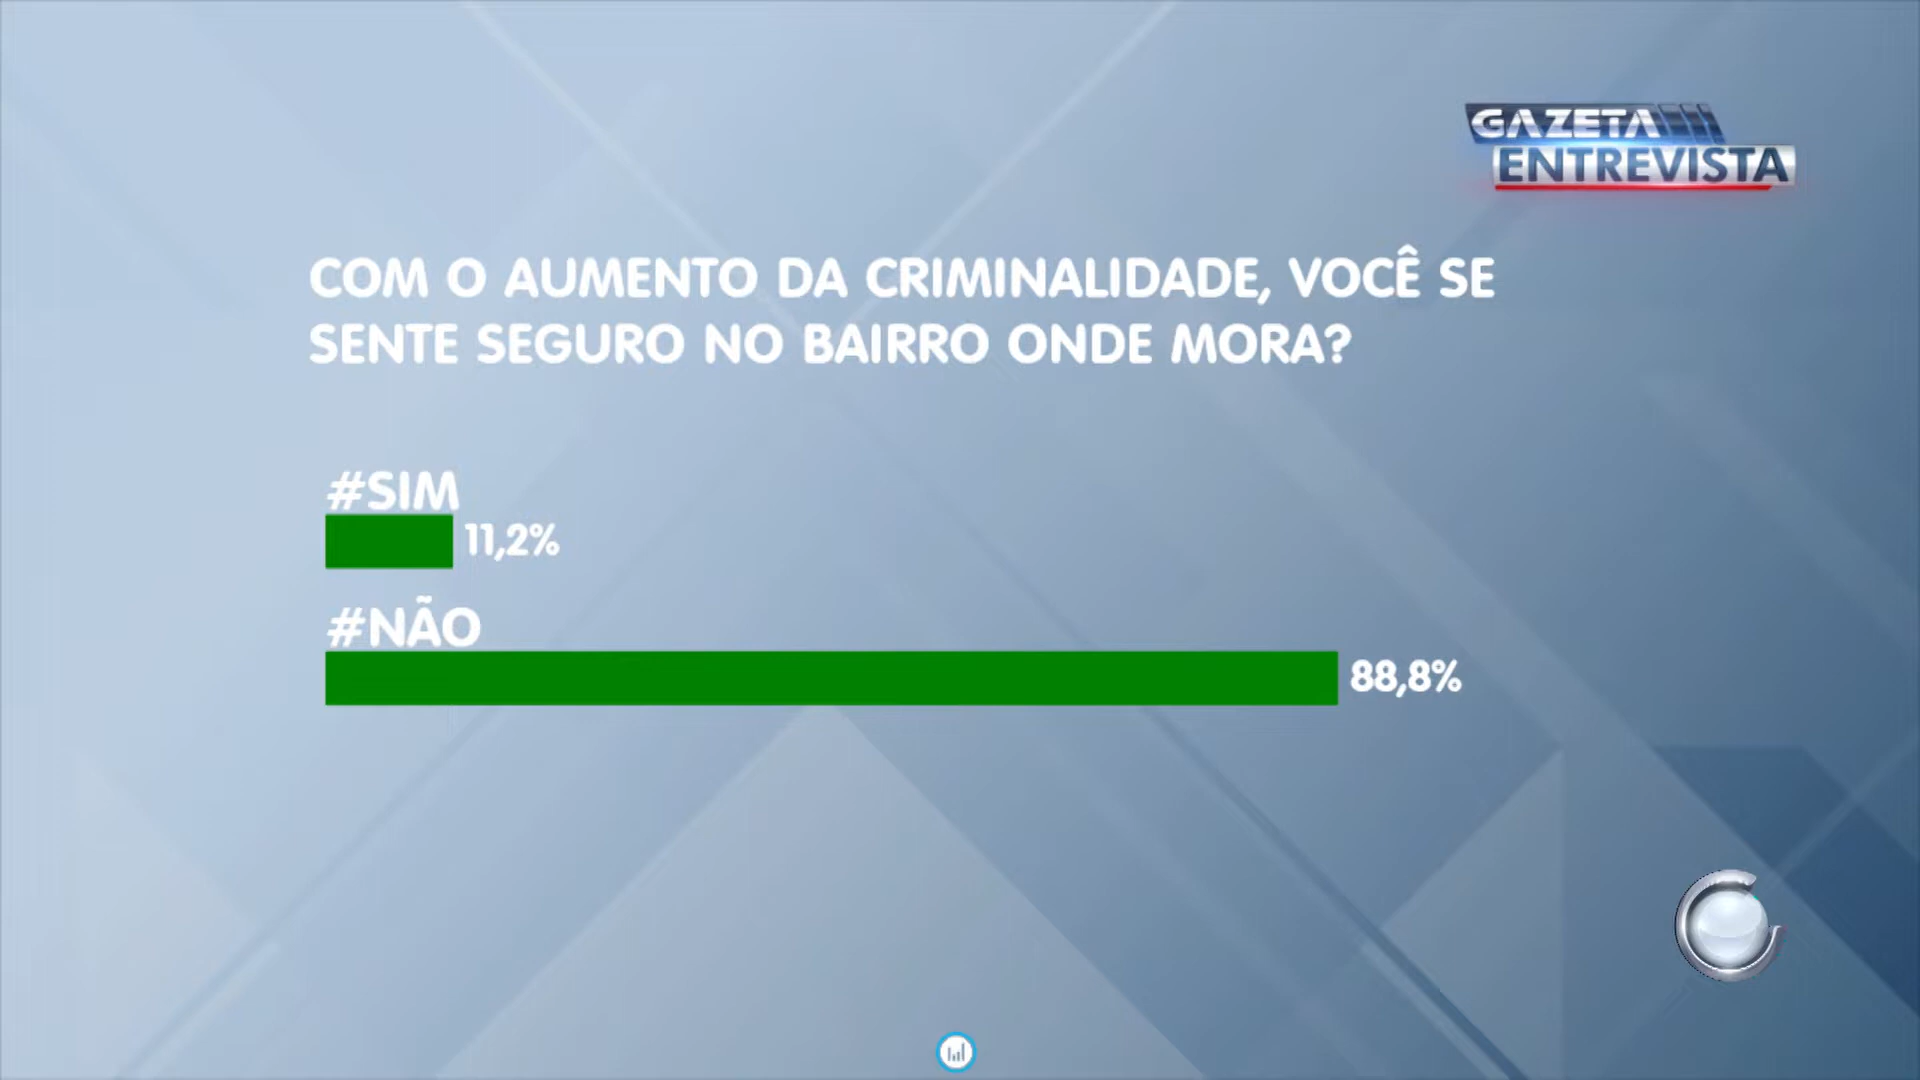 GAZETA
ENTREVISTA
COM O AUMENTO DA CRIMINALIDADE, VOCÊ SE
SENTE SEGURO NO BAIRRO ONDE MORA?
#SIM
11,2%
#NÃO
88,8%